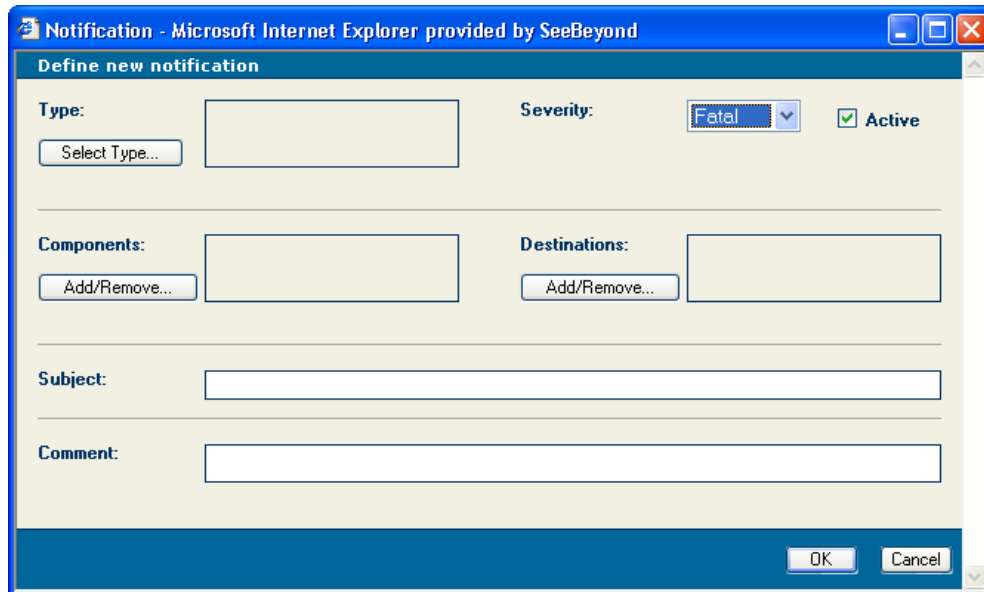 Notification - Microsoft Internet Explorer provided by SeeBeyond
Define new notification
Type:
Select Type...
Severity:
Fatal
Active
Components:
Add/Remove...
Destinations:
Add/Remove...
Subject:
Comment:
OK
Cancel